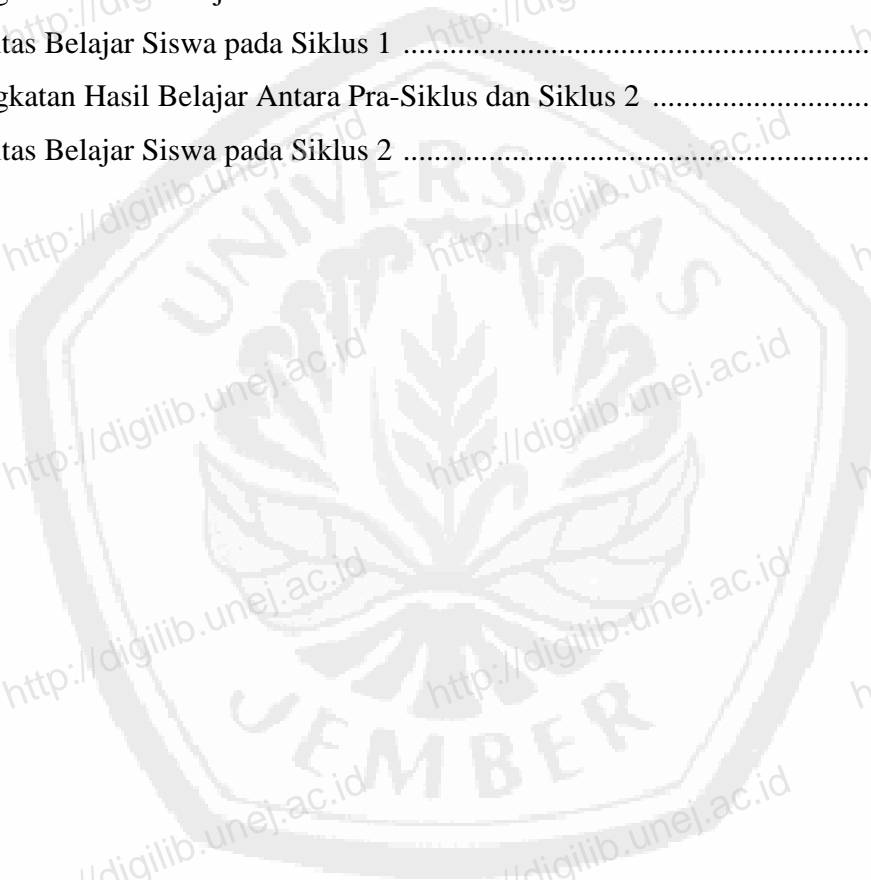 tas Belajar Siswa pada Siklus 1 ..........................................................
gkatan Hasil Belajar Antara Pra-Siklus dan Siklus 2 ...........................
tas Belajar Siswa pada Siklus 2 ..........................................................
UNIVERSITAS
JEMBER
http://digilib.unej.ac.id
http://digilib.unej.ac.id
http://digilib.unej.ac.id
http://digilib.unej.ac.id
http://digilib.unej.ac.id
http://digilib.unej.ac.id
//digilib.unej.ac.id
//digilib.unej.ac.id